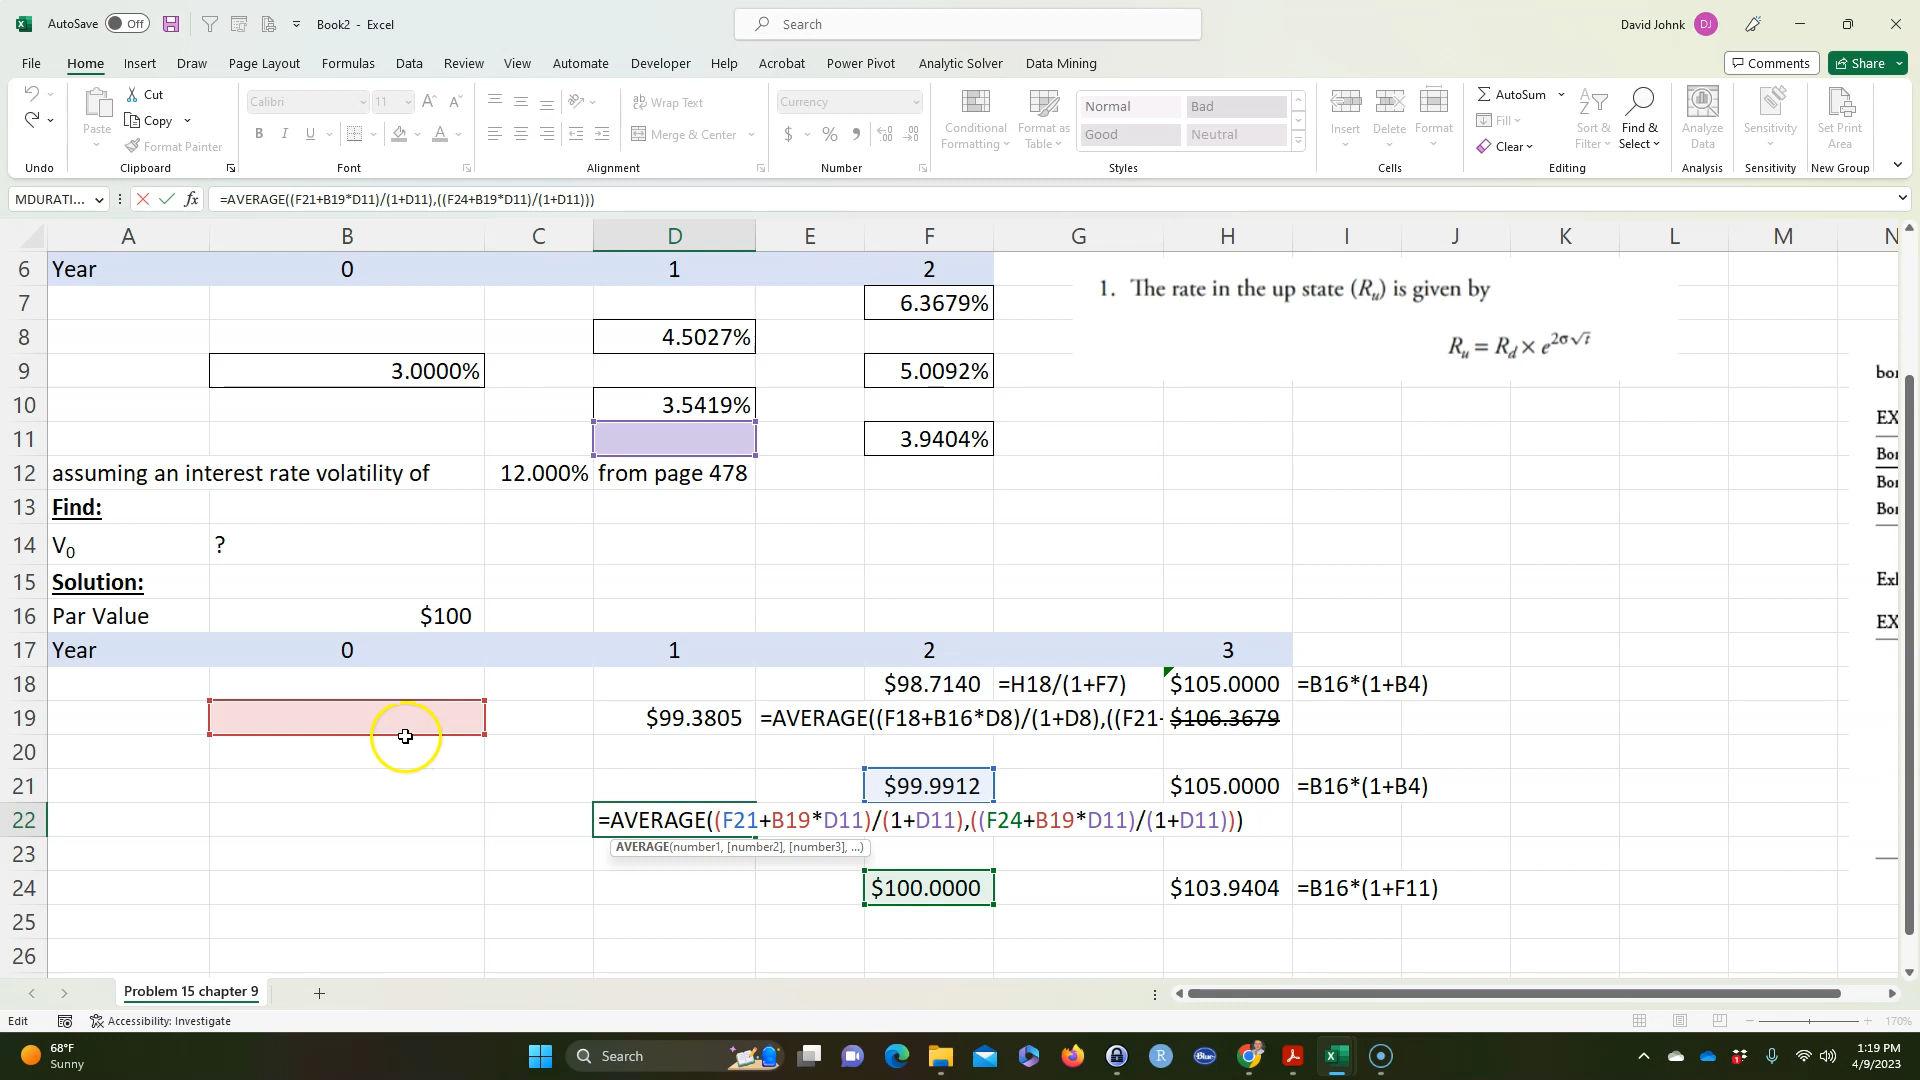 AutoSave Off Book2 - Excel Search David Johnk DJ
File Home Insert Draw Page Layout Formulas Data Review View Automate Developer Help Acrobat Power Pivot Analytic Solver Data Mining Comments Share
Cut Calibri 11 Wrap Text Currency Normal Bad AutoSum
Paste Copy Conditional Formatting Format as Table Insert Delete Format Fill Sort & Filter Find & Select Analyze Data Sensitivity Set Print Area
Format Painter B I U Merge & Center $ % Good Neutral Clear
Undo Clipboard Font Alignment Number Styles Cells Editing Analysis Sensitivity New Group
MDURATI... fx =AVERAGE((F21+B19*D11)/(1+D11),((F24+B19*D11)/(1+D11)))
A B C D E F G H I J K L M N
6 Year 0 1 2
1. The rate in the up state (Ru) is given by
7 6.3679%
8 4.5027%
Ru = Rd × e2σ√t
9 3.0000% 5.0092%
10 3.5419%
11 3.9404% EX
12 assuming an interest rate volatility of 12.000% from page 478
13 Find:
14 V0 ?
15 Solution:
16 Par Value $100
17 Year 0 1 2 3
18 $98.7140 =H18/(1+F7) $105.0000 =B16*(1+B4)
19 $99.3805 =AVERAGE((F18+B16*D8)/(1+D8),((F21+ $106.3679
20
21 $99.9912 $105.0000 =B16*(1+B4)
22 =AVERAGE((F21+B19*D11)/(1+D11),((F24+B19*D11)/(1+D11)))
AVERAGE(number1, [number2], [number3], ...)
23
24 $100.0000 $103.9404 =B16*(1+F11)
25
26
Problem 15 chapter 9
Edit Accessibility: Investigate 170%
68°F
Sunny
Search
1:19 PM
4/9/2023